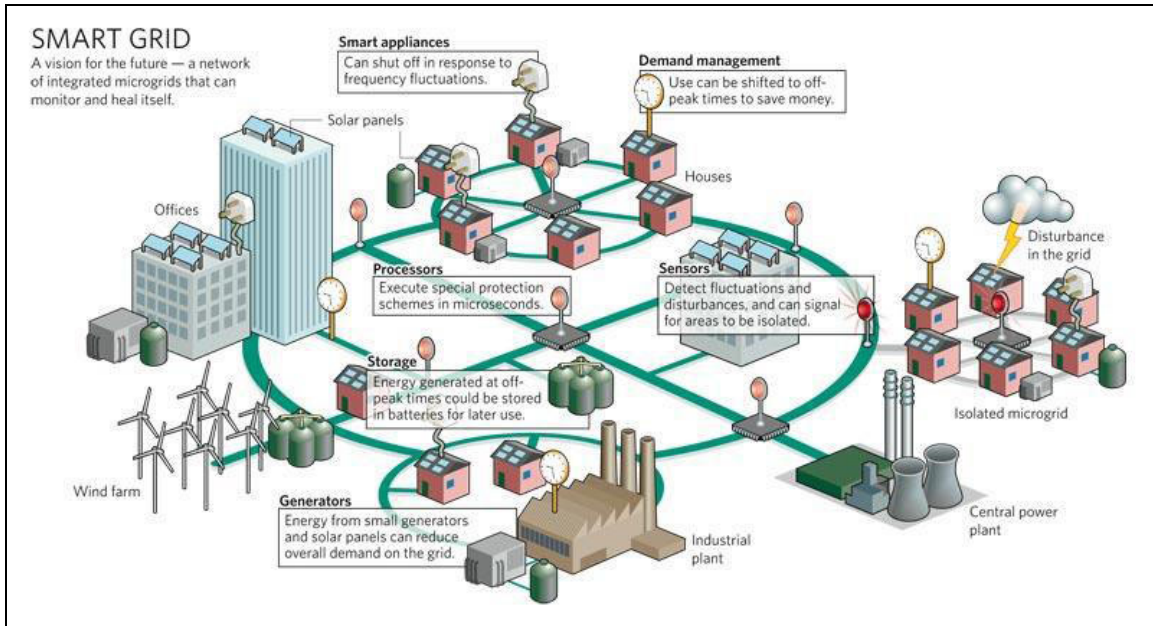 SMART GRID
A vision for the future — a network
of integrated microgrids that can
monitor and heal itself.
Smart appliances
Can shut off in response to
frequency fluctuations.
Demand management
Use can be shifted to off-
peak times to save money.
Solar panels
Houses
Offices
Disturbance
in the grid
Processors
Execute special protection
schemes in microseconds.
Sensors
Detect fluctuations and
disturbances, and can signal
for areas to be isolated.
Storage
Energy generated at off-
peak times could be stored
in batteries for later use.
Isolated microgrid
Wind farm
Generators
Energy from small generators
and solar panels can reduce
overall demand on the grid.
Industrial
plant
Central power
plant